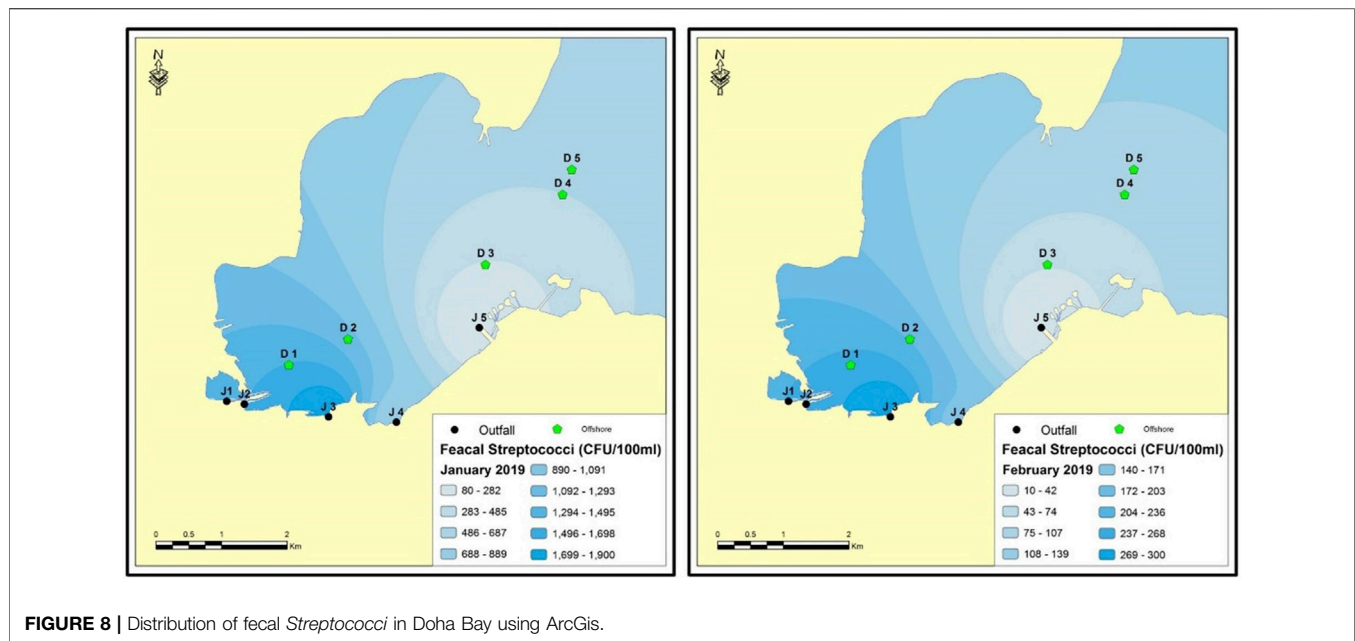 N
D 5
D 4
D 3
J 5
D 2
D 1
J1
J2
J 3
J 4
0 0.5 1 2
Km
Outfall Offshore
Feacal Streptococci (CFU/100ml)
January 2019
80 - 282
283 - 485
486 - 687
688 - 889
890 - 1,091
1,092 - 1,293
1,294 - 1,495
1,496 - 1,698
1,699 - 1,900
N
D 5
D 4
D 3
J 5
D 2
D 1
J1
J2
J 3
J 4
0 0.5 1 2
Km
Outfall Offshore
Feacal Streptococci (CFU/100ml)
February 2019
10 - 42
43 - 74
75 - 107
108 - 139
140 - 171
172 - 203
204 - 236
237 - 268
269 - 300
FIGURE 8 | Distribution of fecal Streptococci in Doha Bay using ArcGis.